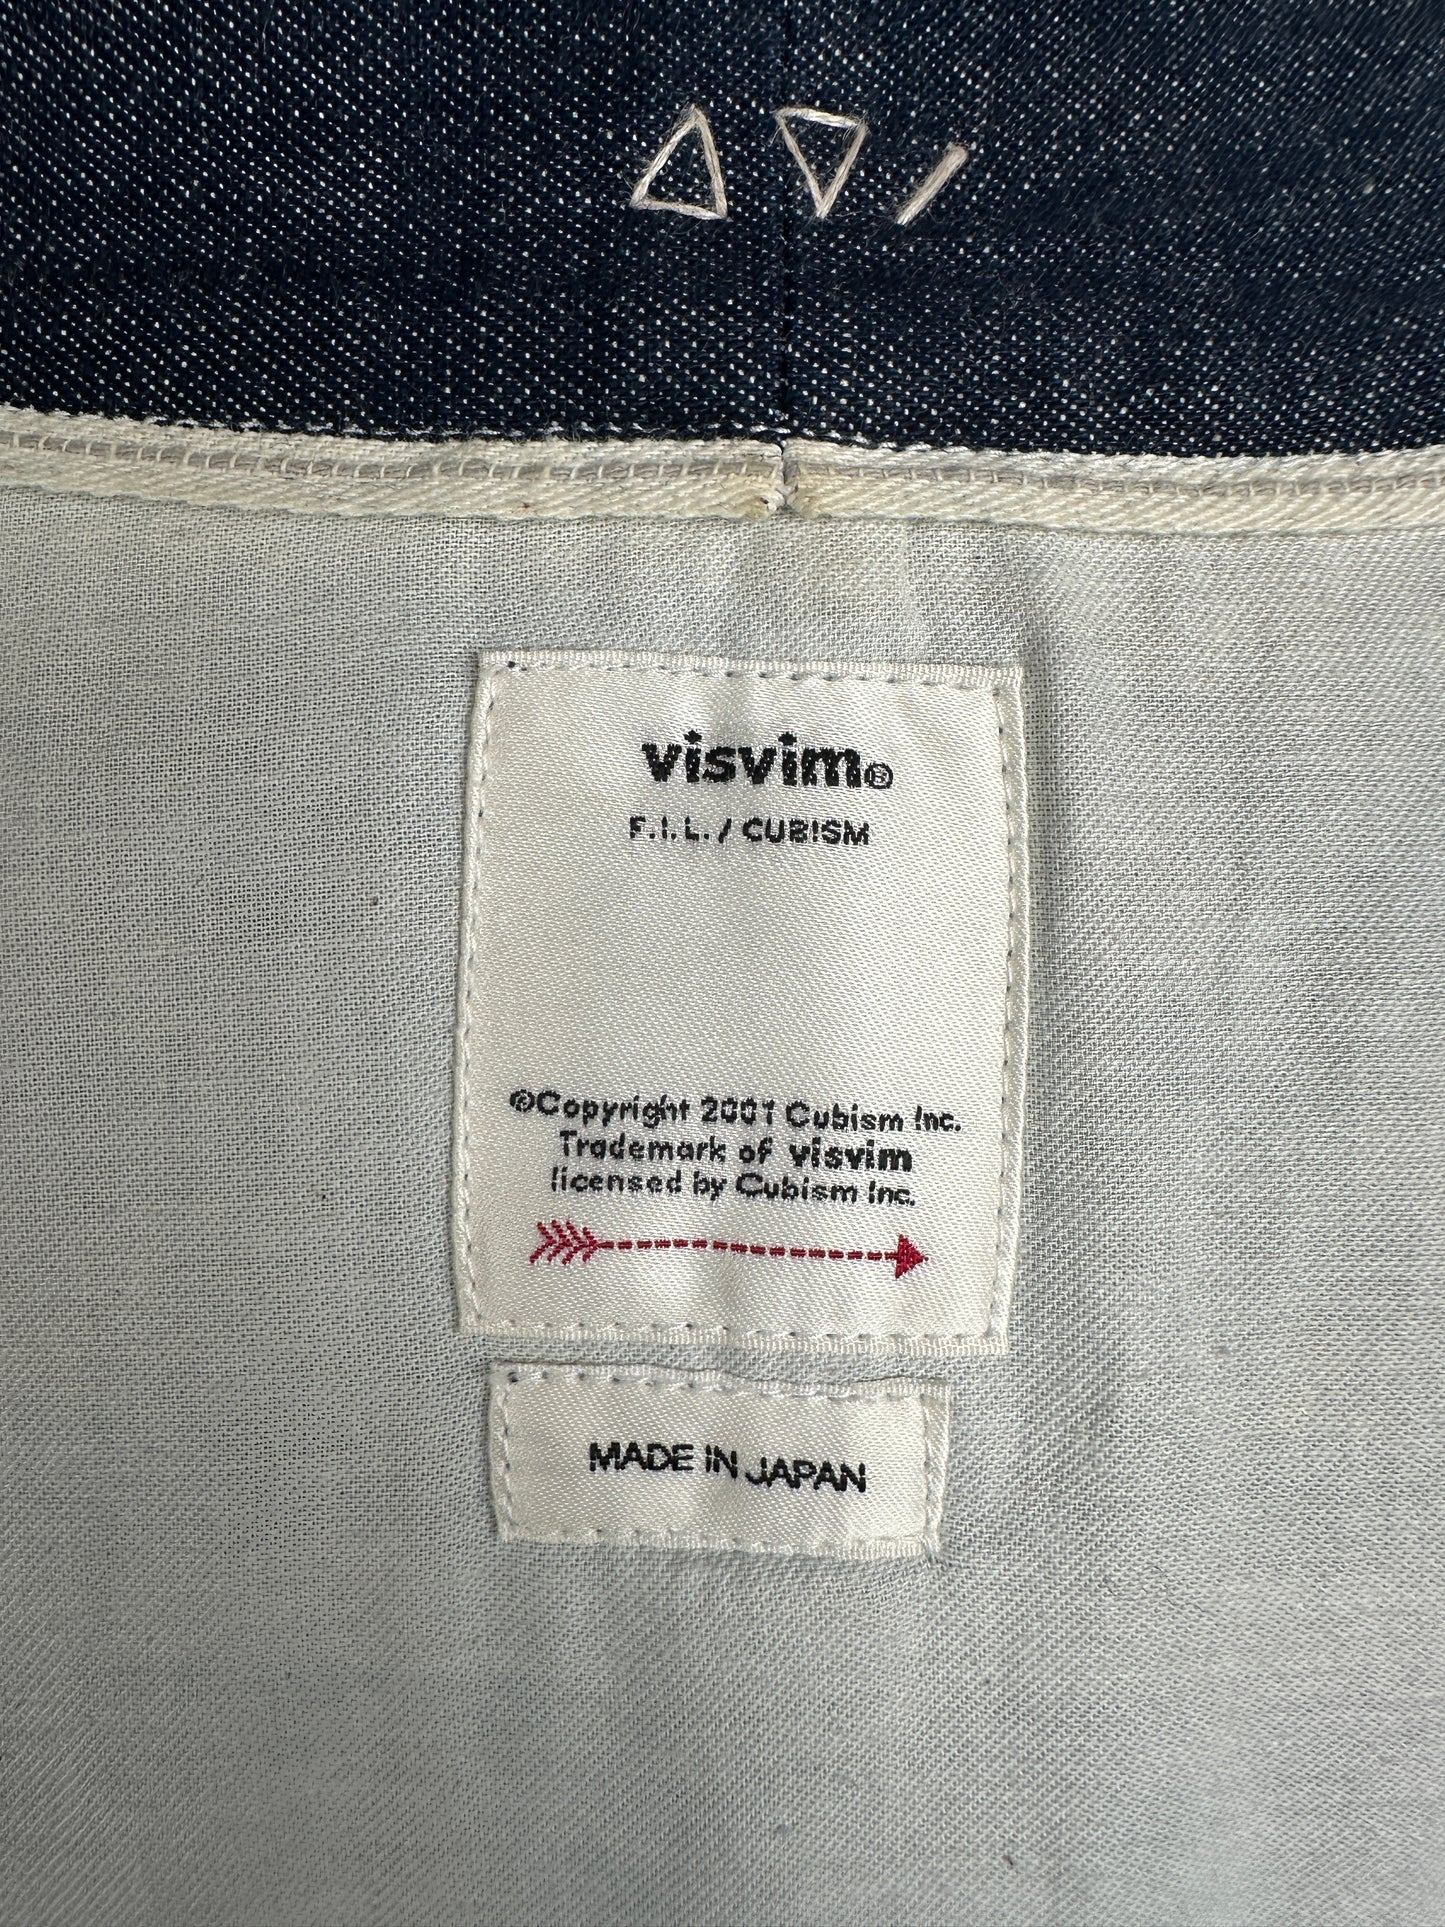 visvim®
F.I.L. / CUBISM
©Copyright 2001 Cubism Inc.
Trademark of visvim
licensed by Cubism Inc.
MADE IN JAPAN